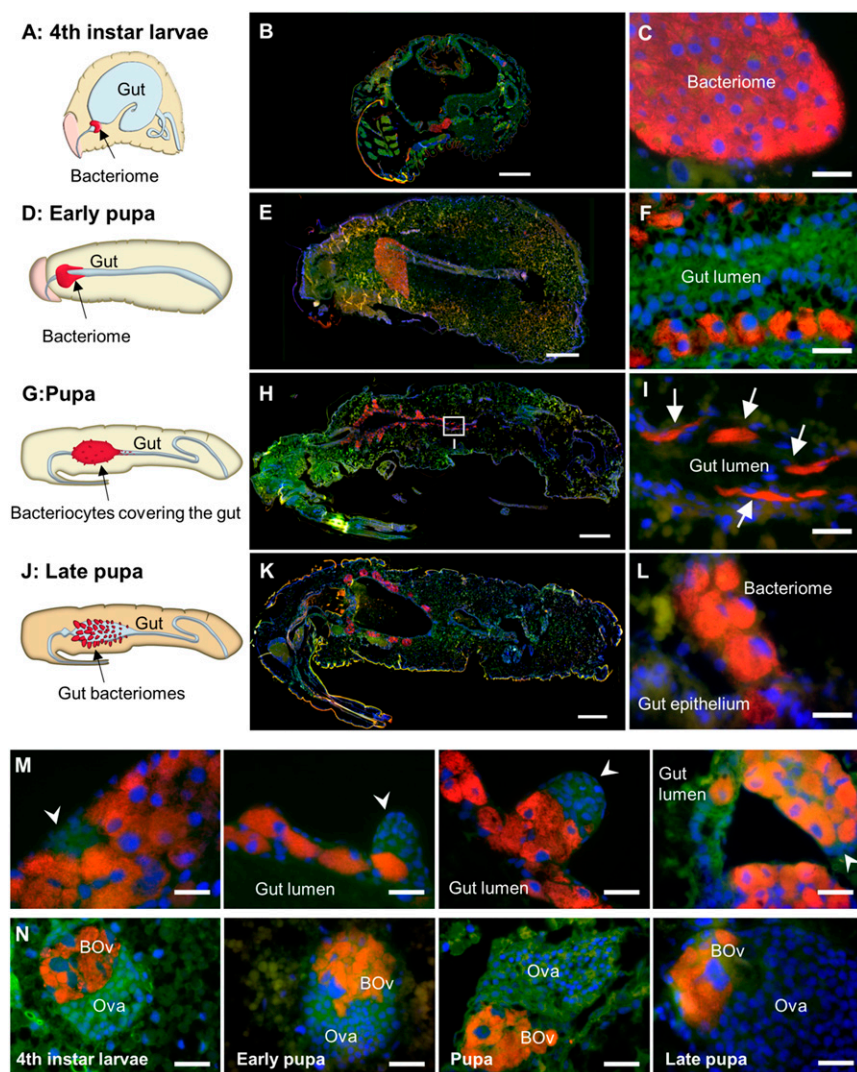 A: 4th instar larvae
Gut
Bacteriome
B
C
Bacteriome
D: Early pupa
Gut
Bacteriome
E
F
Gut lumen
G:Pupa
Gut
Bacteriocytes covering the gut
H
I
I
Gut lumen
J: Late pupa
Gut
Gut bacteriomes
K
L
Bacteriome
Gut epithelium
M
Gut lumen
Gut lumen
Gut
lumen
N
BOv
Ova
4th instar larvae
BOv
Ova
Early pupa
Ova
BOv
Pupa
BOv
Ova
Late pupa